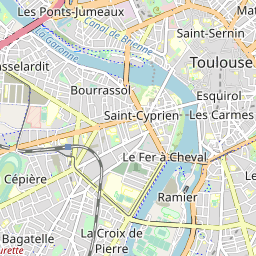 Les Ponts-Jumeaux
La Garonne
Canal de Brienne
Saint-Sernin
Toulouse
asselardit
Bourrassol
Esquirol
Saint-Cyprien
Les Carmes
Le Fer à Cheval
Cépière
Ramier
La Croix de
Pierre
Bagatelle